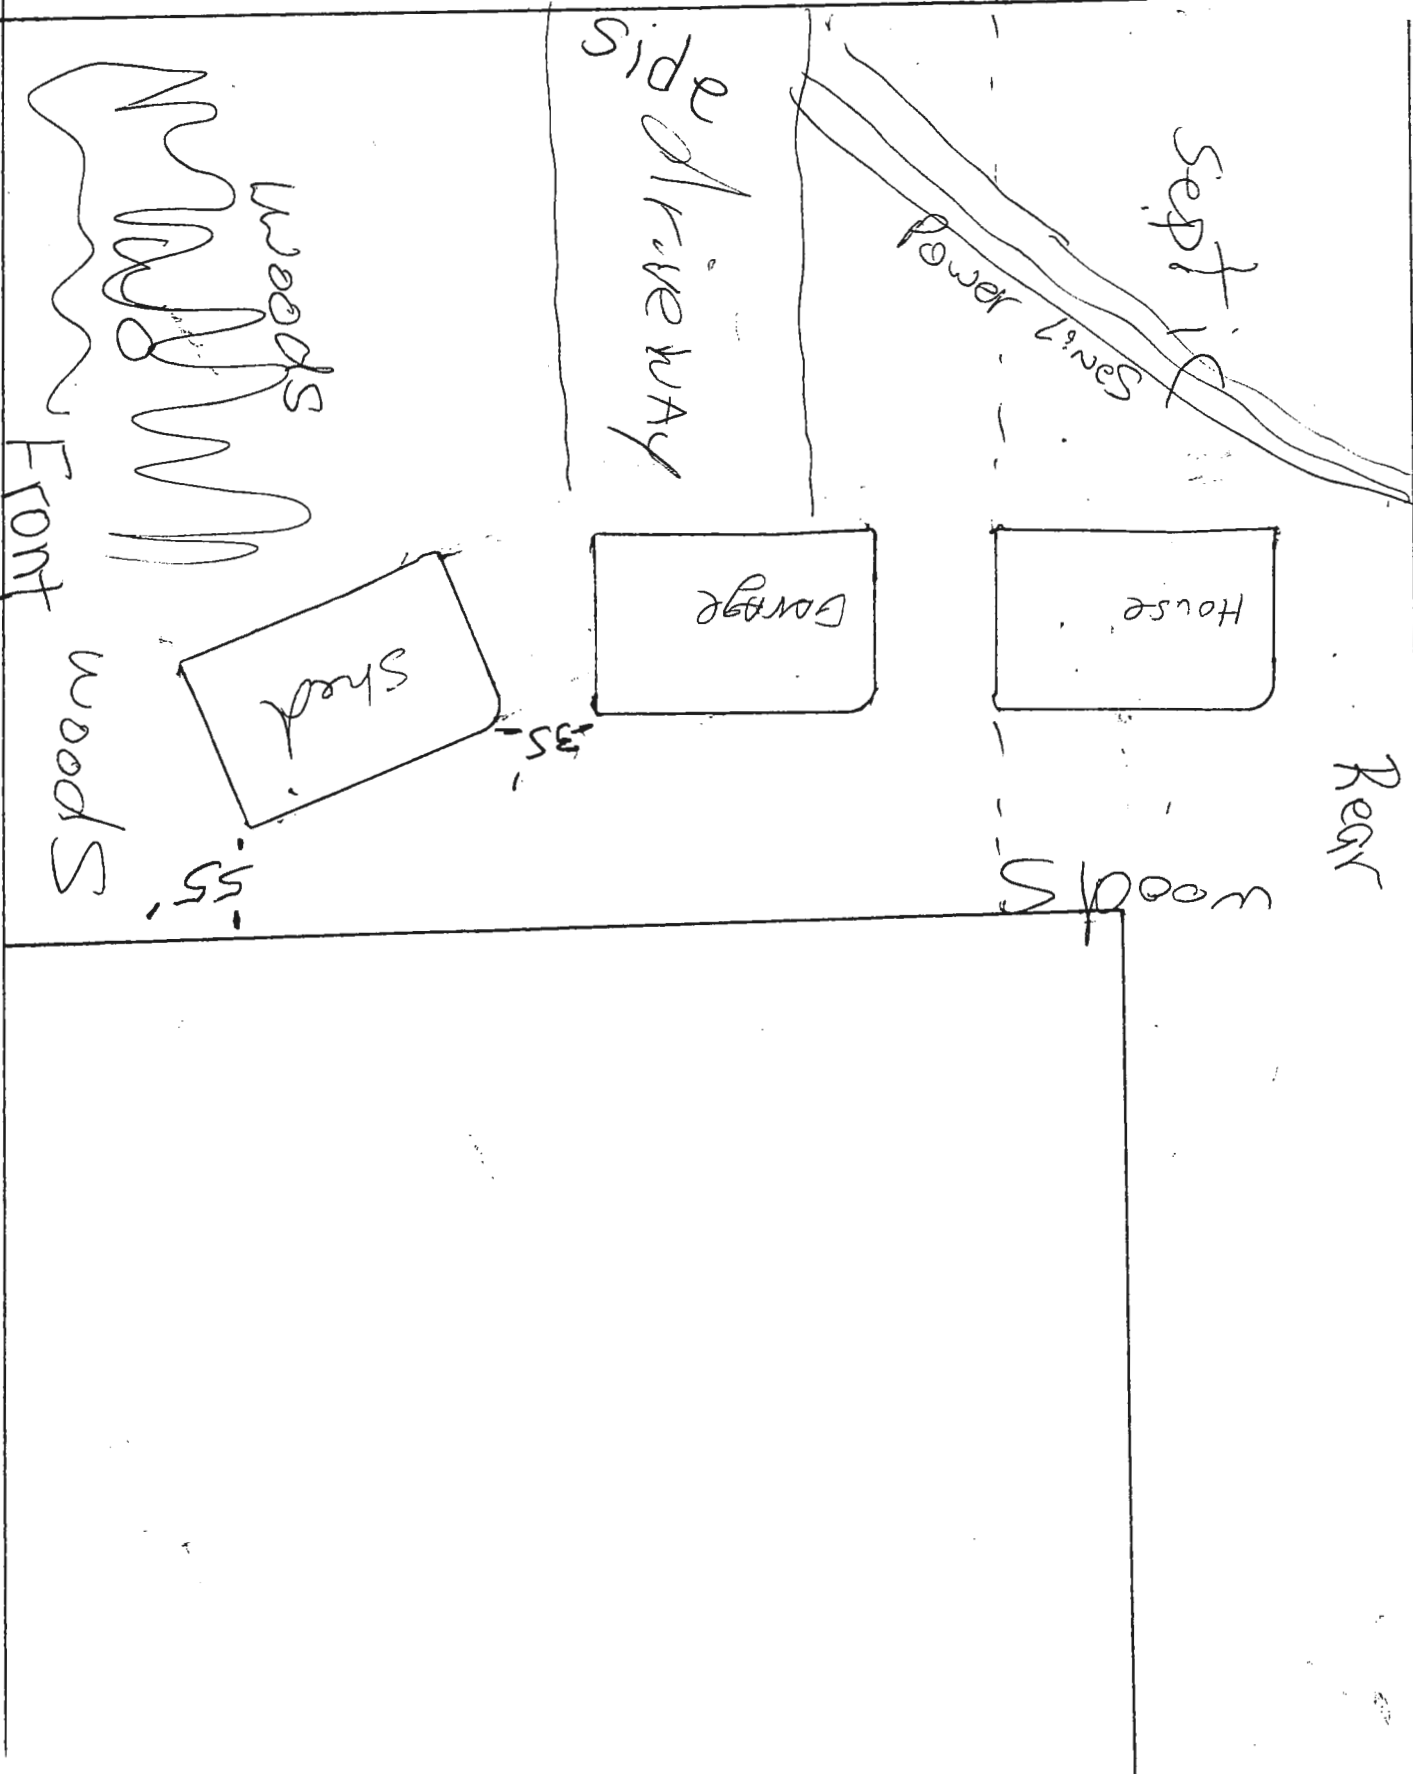 Side
driveway
Septic
Power Lines
woods
Front
House
Garage
Shed
35'
woods
55'
Rear
woods